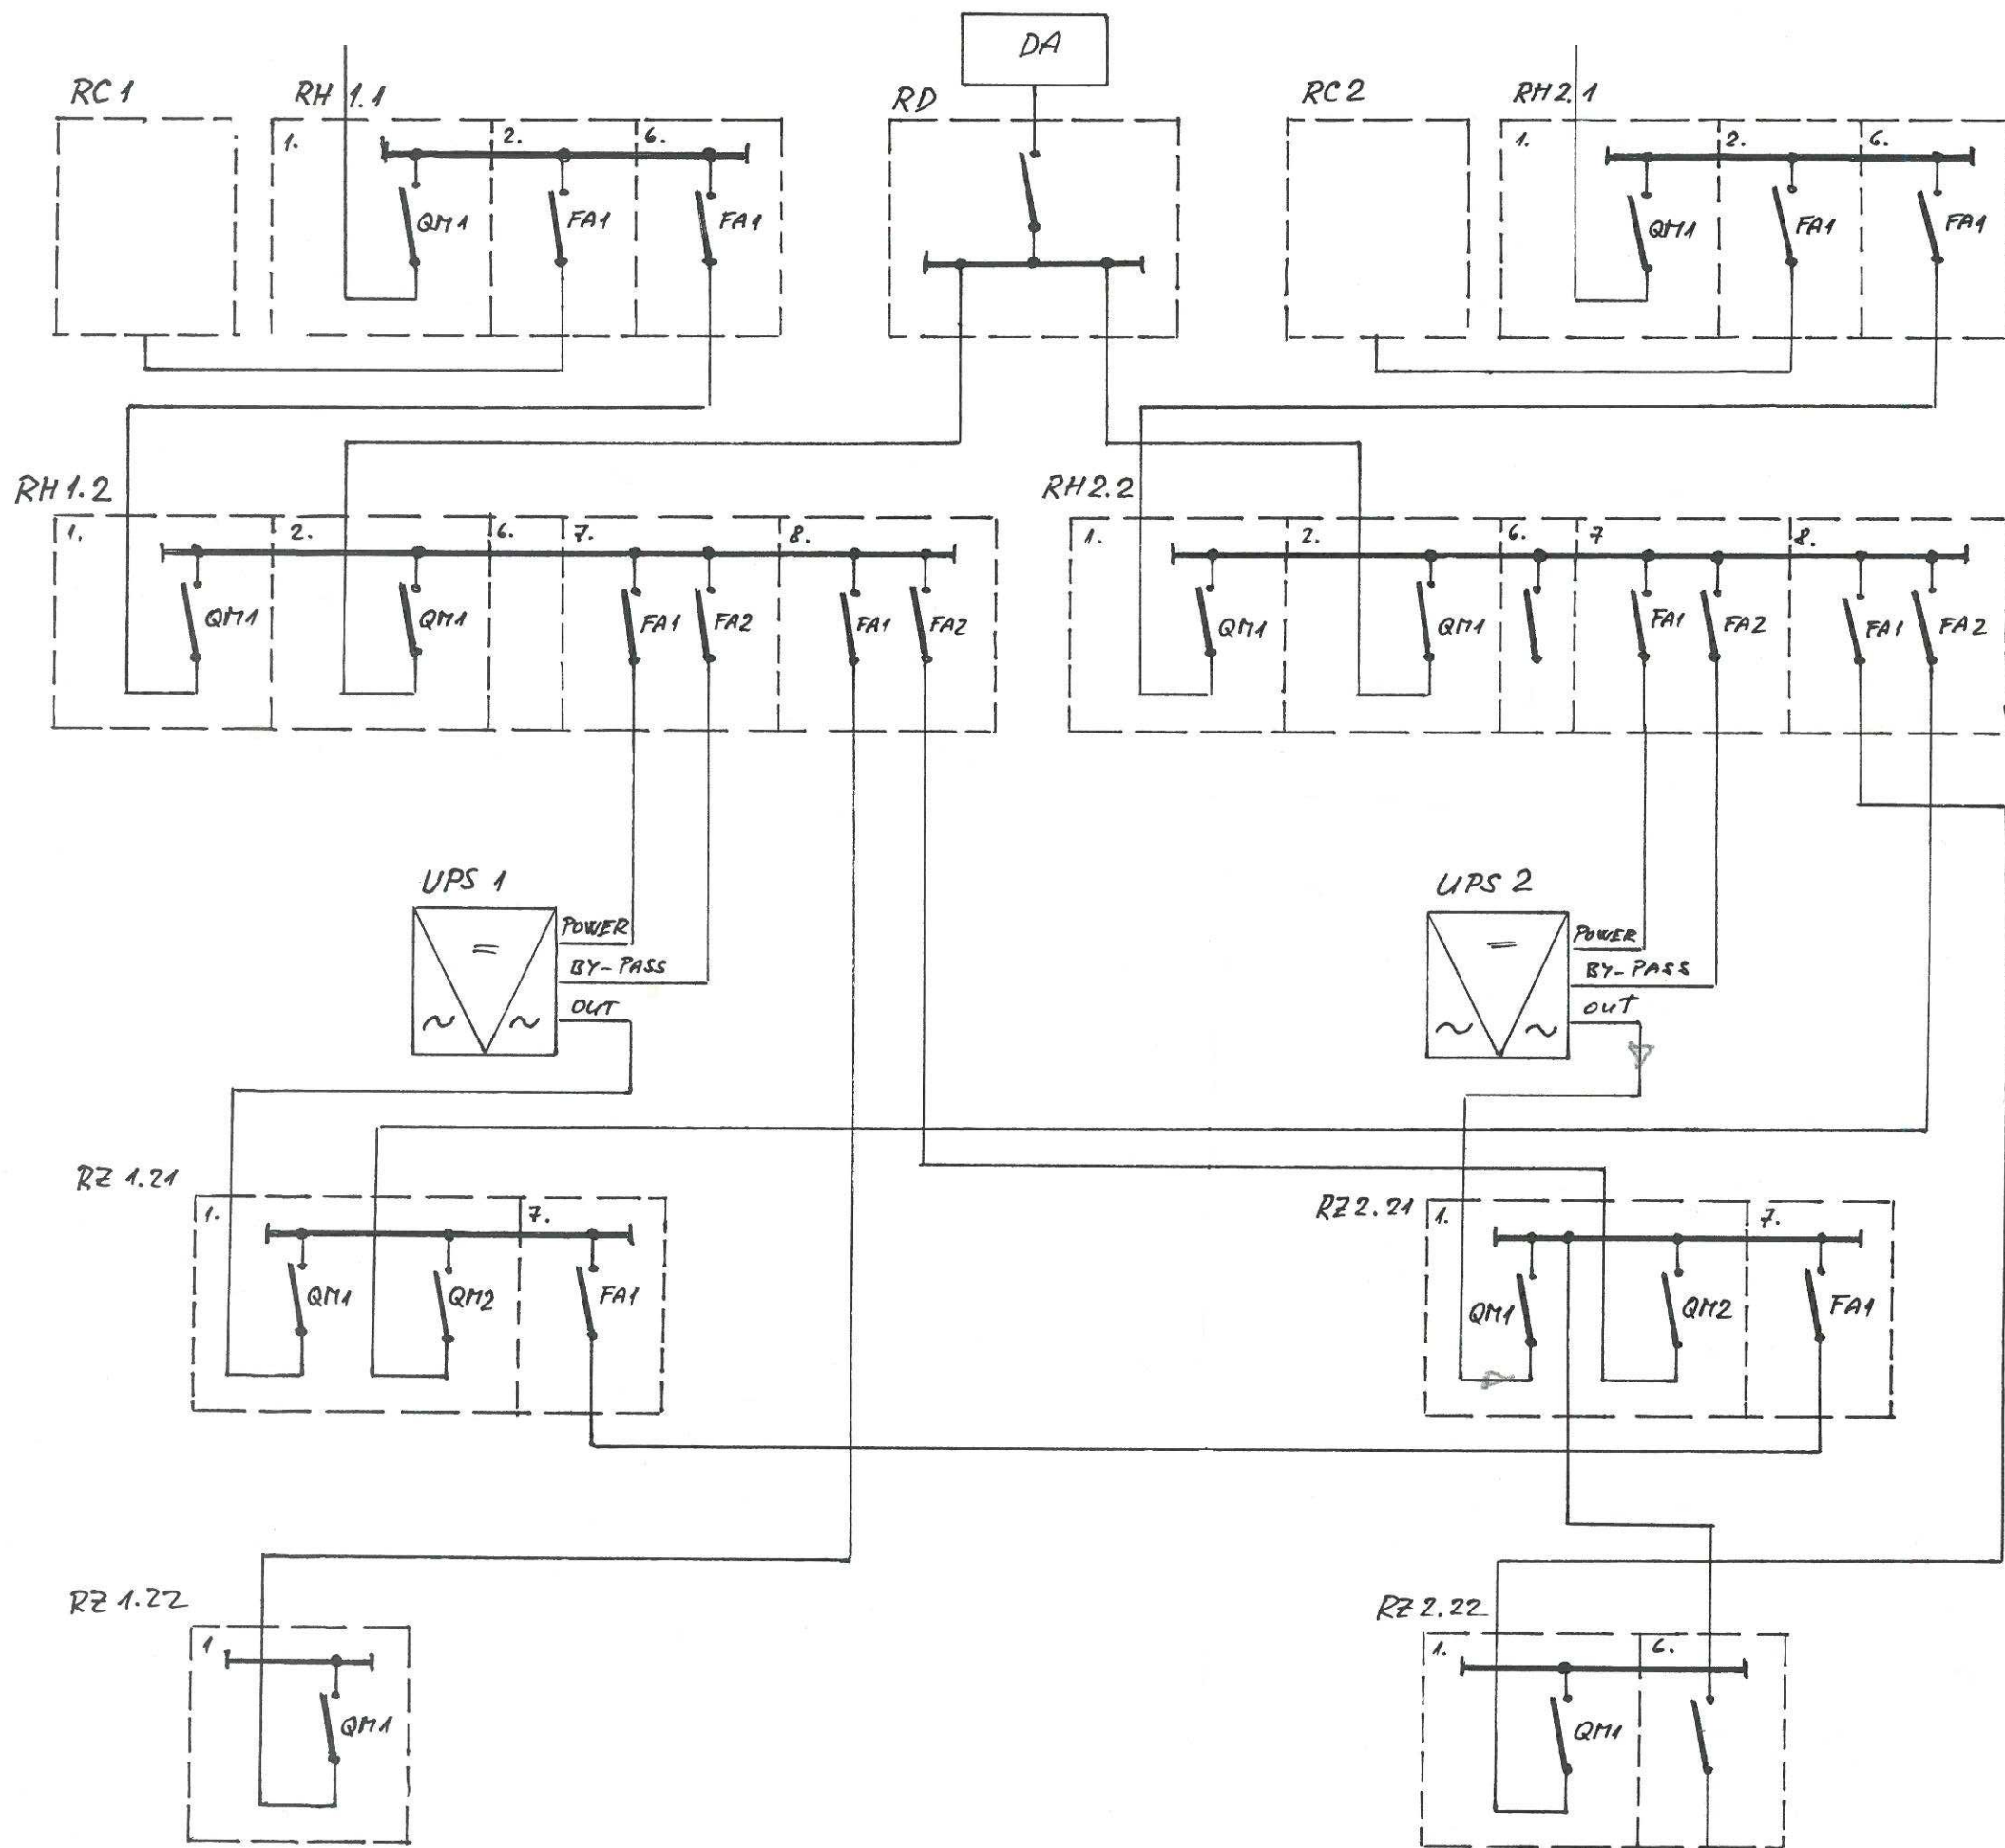 DA
RC 1
RH 1.1
RD
RC 2
RH 2.1
1.
2.
6.
1.
2.
6.
QM1
FA1
FA1
QM1
FA1
FA1
RH 1.2
RH 2.2
1.
2.
6.
7.
8.
1.
2.
6.
7
8.
QM1
QM1
FA1
FA2
FA1
FA2
QM1
QM1
FA1
FA2
FA1
FA2
UPS 1
UPS 2
POWER
BY-PASS
OUT
POWER
BY-PASS
OUT
RZ 1.21
RZ 2.21
1.
7.
1.
7.
QM1
QM2
FA1
QM1
QM2
FA1
RZ 1.22
RZ 2.22
1
1.
6.
QM1
QM1